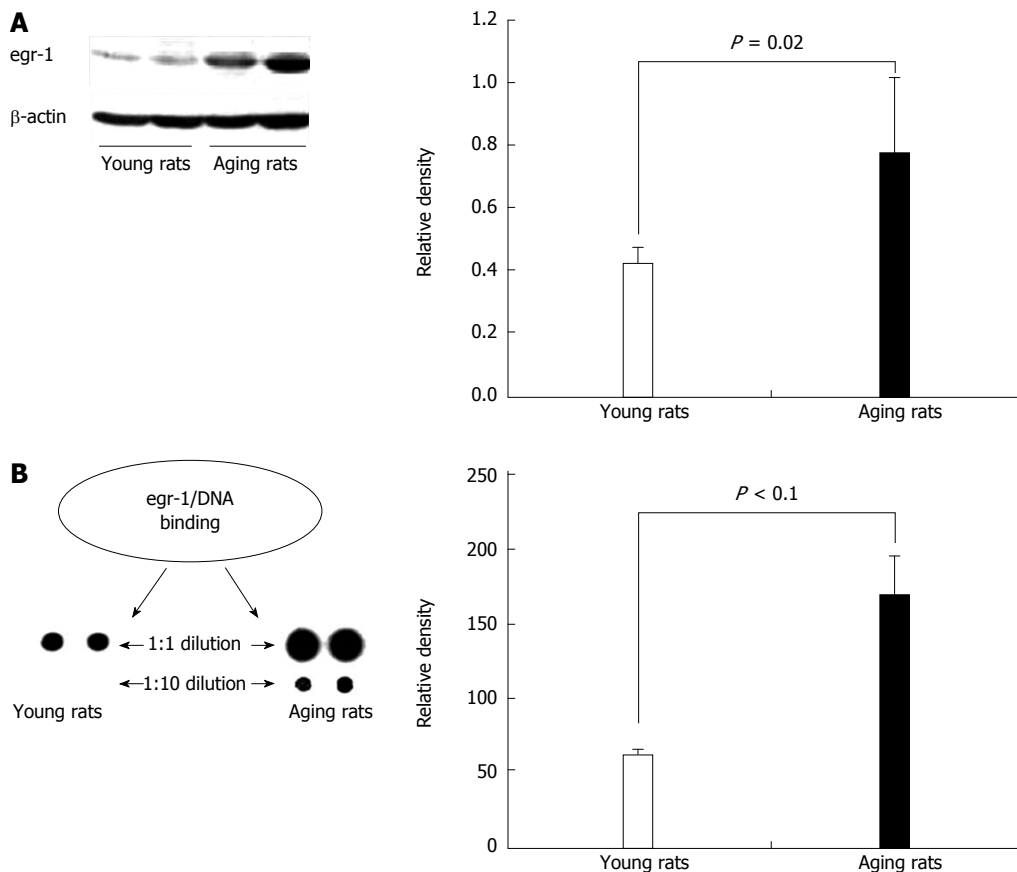 A
egr-1
β-actin
Young rats Aging rats
Relative density
1.2
1.0
0.8
0.6
0.4
0.2
0.0
P = 0.02
Young rats Aging rats
B
egr-1/DNA
binding
1:1 dilution
1:10 dilution
Young rats Aging rats
Relative density
250
200
150
100
50
0
P < 0.1
Young rats Aging rats